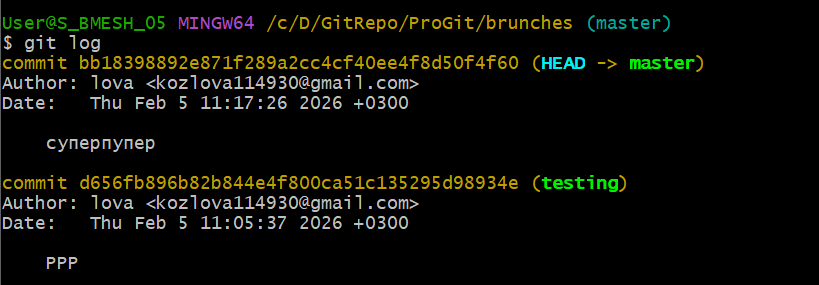 User@S_BMESH_05 MINGW64 /c/D/GitRepo/ProGit/brunches (master)
$ git log
commit bb18398892e871f289a2cc4cf40ee4f8d50f4f60 (HEAD -> master)
Author: lova <kozlova114930@gmail.com>
Date:   Thu Feb 5 11:17:26 2026 +0300
суперпупер
commit d656fb896b82b844e4f800ca51c135295d98934e (testing)
Author: lova <kozlova114930@gmail.com>
Date:   Thu Feb 5 11:05:37 2026 +0300
РРР